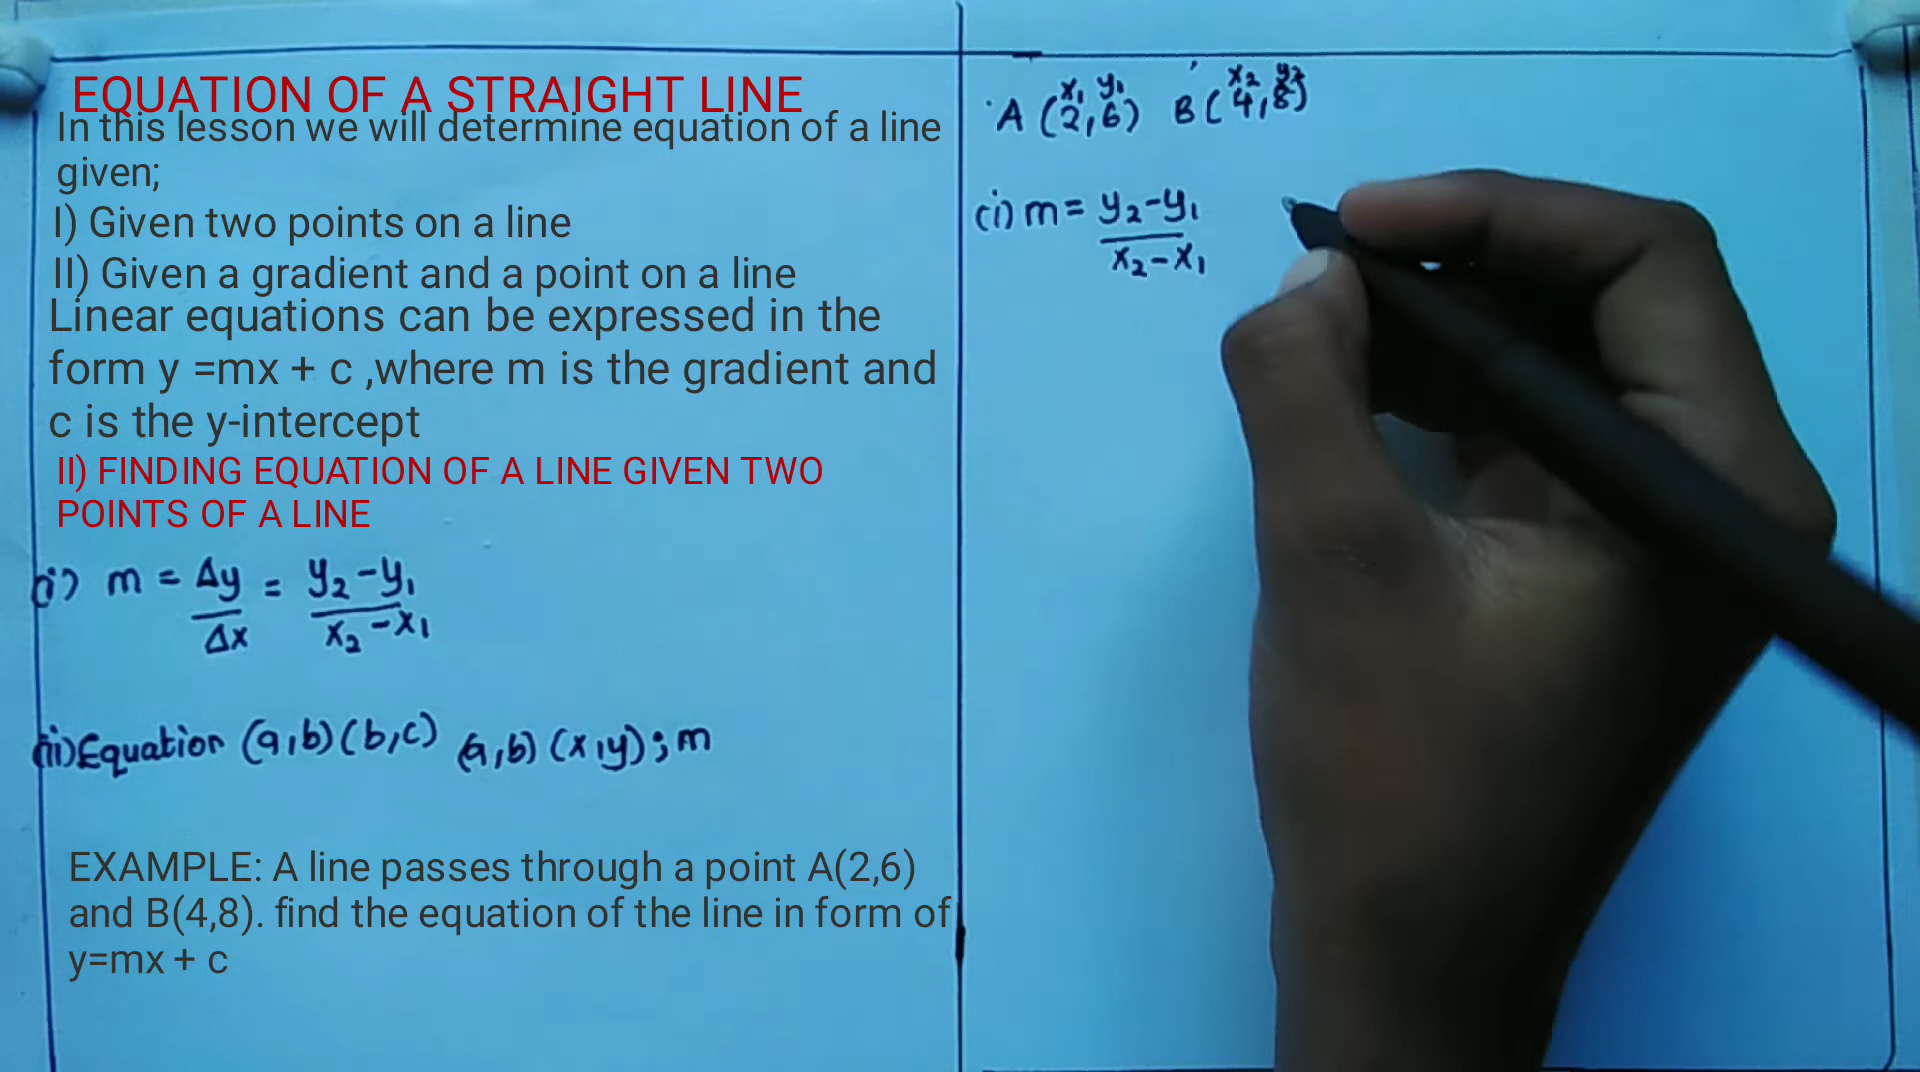 EQUATION OF A STRAIGHT LINE
In this lesson we will determine equation of a line
given;
I) Given two points on a line
II) Given a gradient and a point on a line
Linear equations can be expressed in the
form y =mx + c ,where m is the gradient and
c is the y-intercept
II) FINDING EQUATION OF A LINE GIVEN TWO
POINTS OF A LINE
(i) m = Δy/Δx = y₂-y₁/x₂-x₁
(ii) Equation (a,b) (b,c) (a,b) (x,y); m
EXAMPLE: A line passes through a point A(2,6)
and B(4,8). find the equation of the line in form of
y=mx + c
x₁ y₁ x₂ y₂
A (2,6) B (4,8)
(i) m = y₂-y₁/x₂-x₁